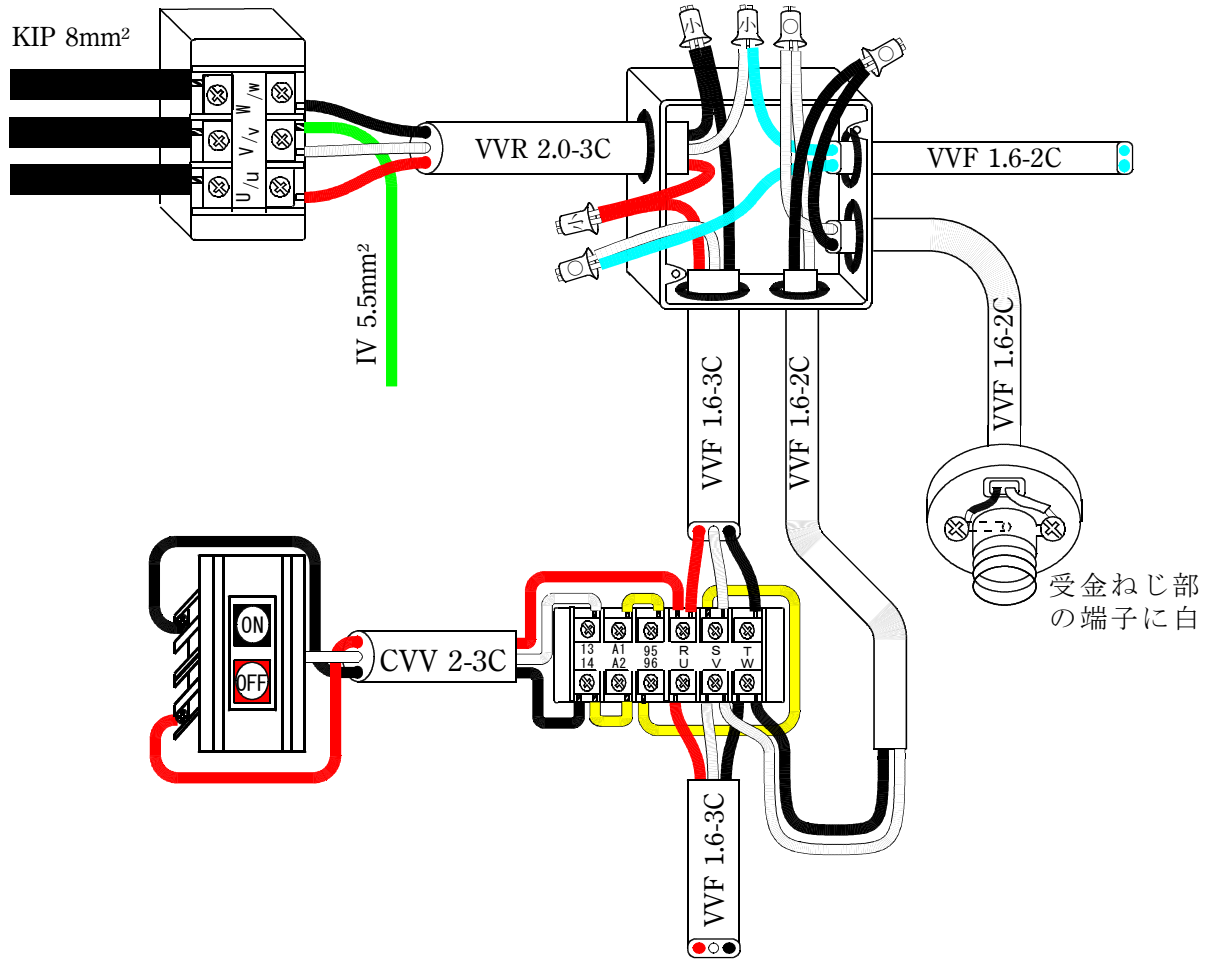 KIP 8mm²
W/w
V/v
U/u
VVR 2.0-3C
IV 5.5mm²
小
小
○
小
○
VVF 1.6-2C
VVF 1.6-2C
VVF 1.6-3C
VVF 1.6-2C
受金ねじ部
の端子に白
ON
OFF
CVV 2-3C
13 A1 95 R S T
14 A2 96 U V W
VVF 1.6-3C